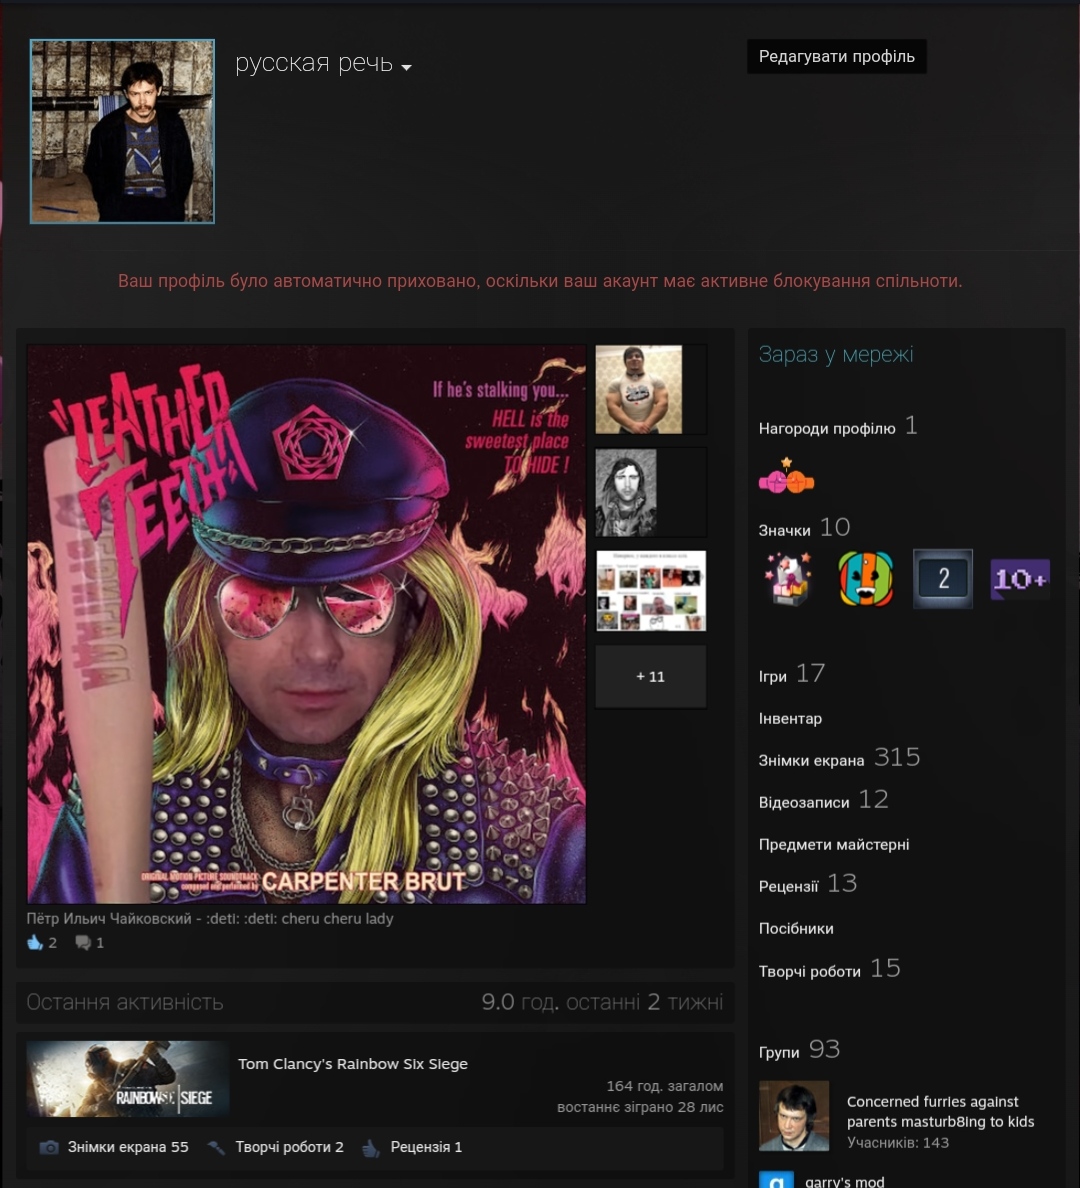 русская речь
Редагувати профіль
Ваш профіль було автоматично приховано, оскільки ваш акаунт має активне блокування спільноти.
LEATHER
TEETH
If he's stalking you...
HELL is the
sweetest place
TO HIDE !
ORIGINAL MOTION PICTURE SOUNDTRACK
composed and performed by CARPENTER BRUT
+ 11
Пётр Ильич Чайковский - :deti: :deti: cheru cheru lady
2 1
Остання активність 9.0 год. останні 2 тижні
RAINBOW SIX | SIEGE
Tom Clancy's Rainbow Six Siege
164 год. загалом
востаннє зіграно 28 лис
Знімки екрана 55 Творчі роботи 2 Рецензія 1
Зараз у мережі
Нагороди профілю 1
Значки 10
2 10+
Ігри 17
Інвентар
Знімки екрана 315
Відеозаписи 12
Предмети майстерні
Рецензії 13
Посібники
Творчі роботи 15
Групи 93
Concerned furries against
parents masturb8ing to kids
Учасників: 143
g
garry's mod